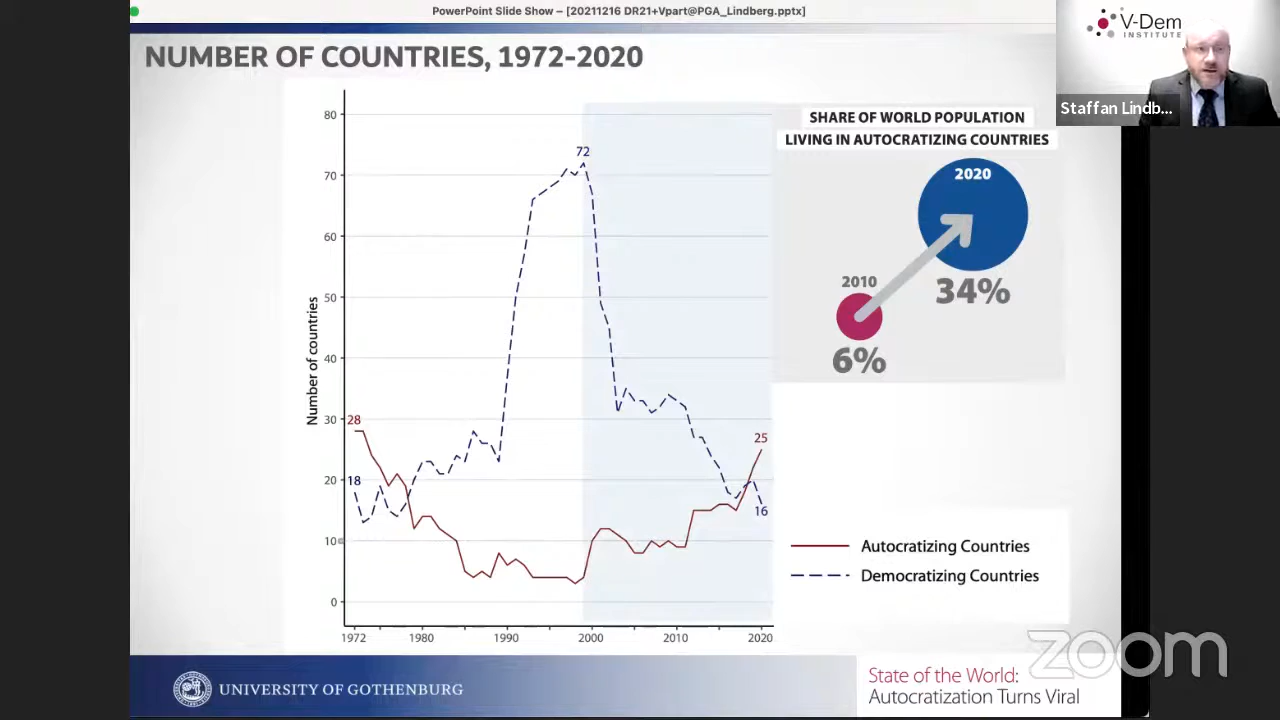 PowerPoint Slide Show – [20211216 DR21+Vpart@PGA_Lindberg.pptx]
V-Dem
INSTITUTE
Staffan Lindb...
NUMBER OF COUNTRIES, 1972-2020
Number of countries
80
70
60
50
40
30
20
10
0
1972
1980
1990
2000
2010
2020
28
18
72
25
16
SHARE OF WORLD POPULATION
LIVING IN AUTOCRATIZING COUNTRIES
2020
34%
2010
6%
Autocratizing Countries
Democratizing Countries
zoom
UNIVERSITY OF GOTHENBURG
State of the World:
Autocratization Turns Viral